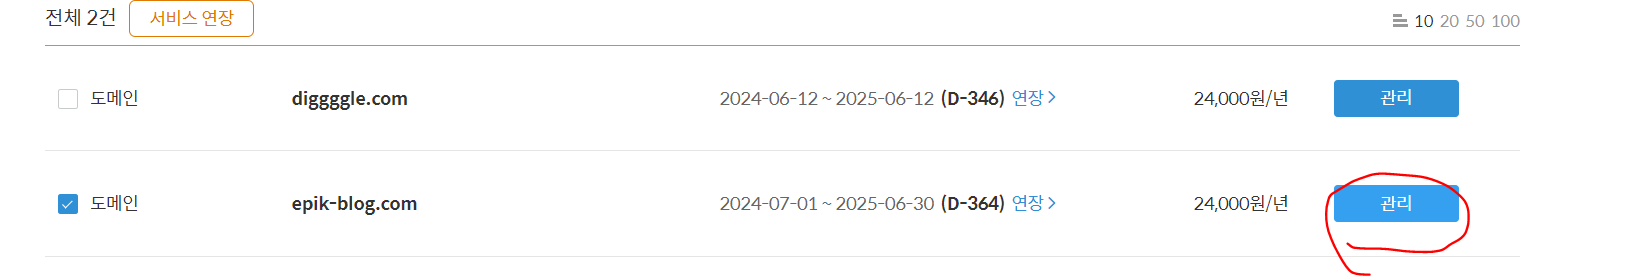 전체 2건 서비스 연장 10 20 50 100
도메인 diggggle.com 2024-06-12 ~ 2025-06-12 (D-346) 연장 24,000원/년 관리
도메인 epik-blog.com 2024-07-01 ~ 2025-06-30 (D-364) 연장 24,000원/년 관리